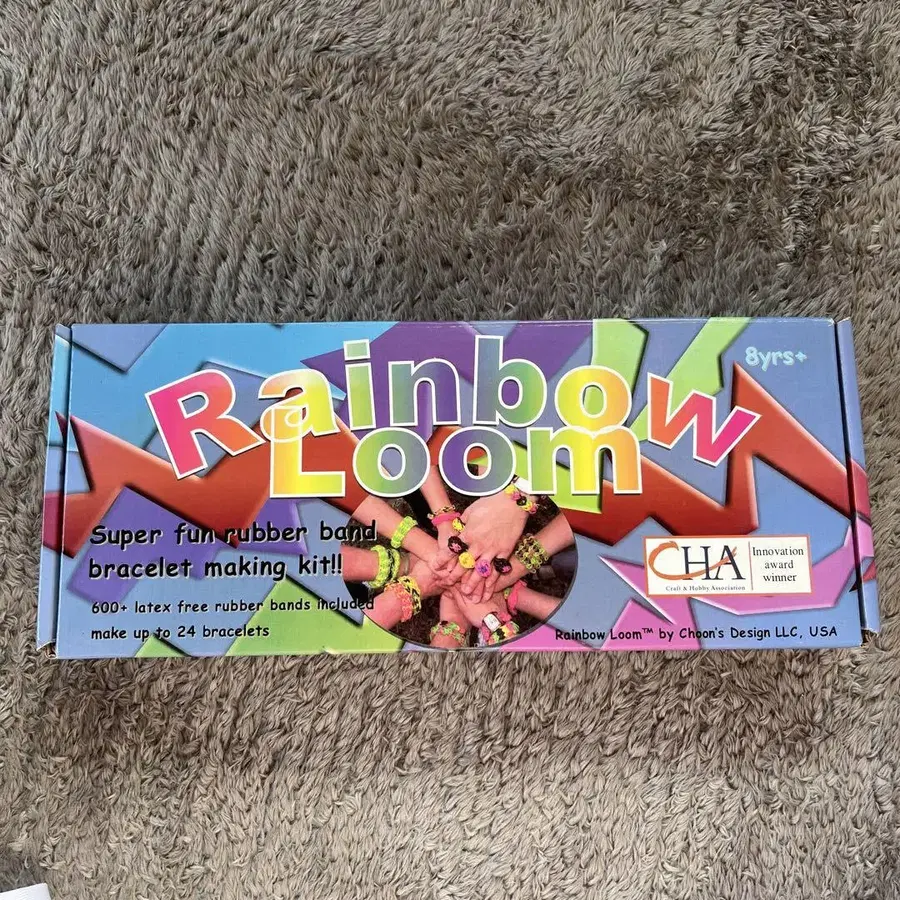 Rainbow
Loom
8yrs+
Super fun rubber band
bracelet making kit!!
600+ latex free rubber bands included
make up to 24 bracelets
CHA
Craft & Hobby Association
Innovation
award
winner
Rainbow Loom™ by Choon's Design LLC, USA